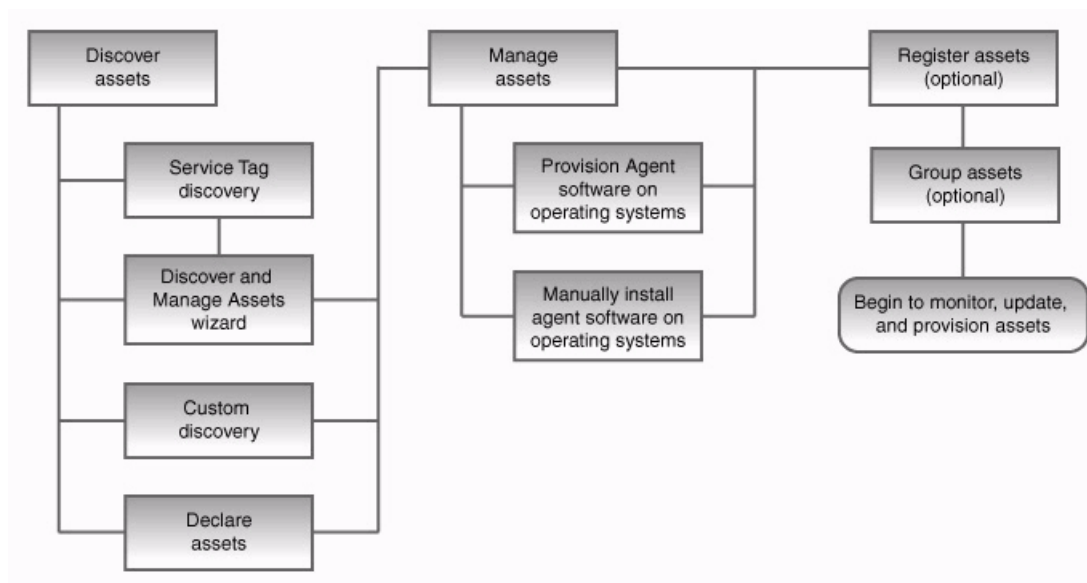 Discover
assets
Service Tag
discovery
Discover and
Manage Assets
wizard
Custom
discovery
Declare
assets
Manage
assets
Provision Agent
software on
operating systems
Manually install
agent software on
operating systems
Register assets
(optional)
Group assets
(optional)
Begin to monitor, update,
and provision assets